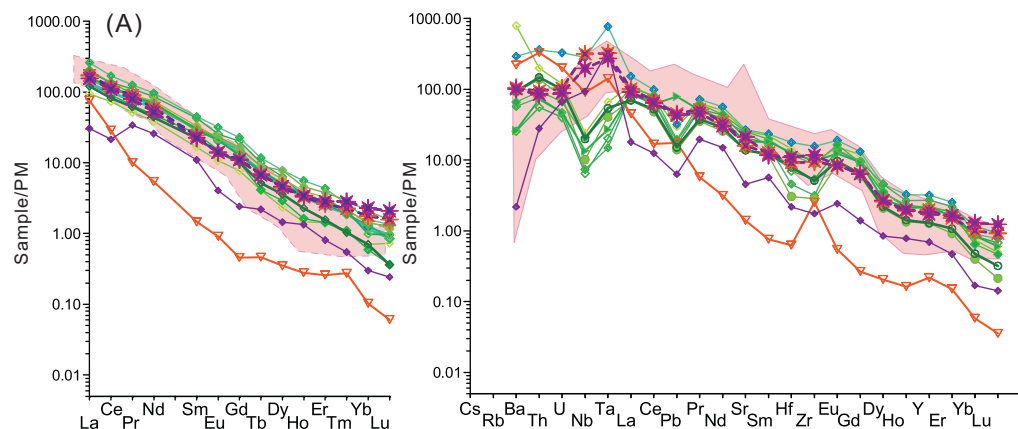 (A)
1000.00
100.00
10.00
1.00
0.10
0.01
Sample/PM
Ce Nd Sm Gd Dy Er Yb
La Pr Eu Tb Ho Tm Lu
1000.00
100.00
10.00
1.00
0.10
0.01
Sample/PM
Ba U Ta Ce Pr Sr Hf Eu Dy Y Yb
Cs Th La Pb Nd Sm Gd Ho Er Lu
Rb Nb Zr